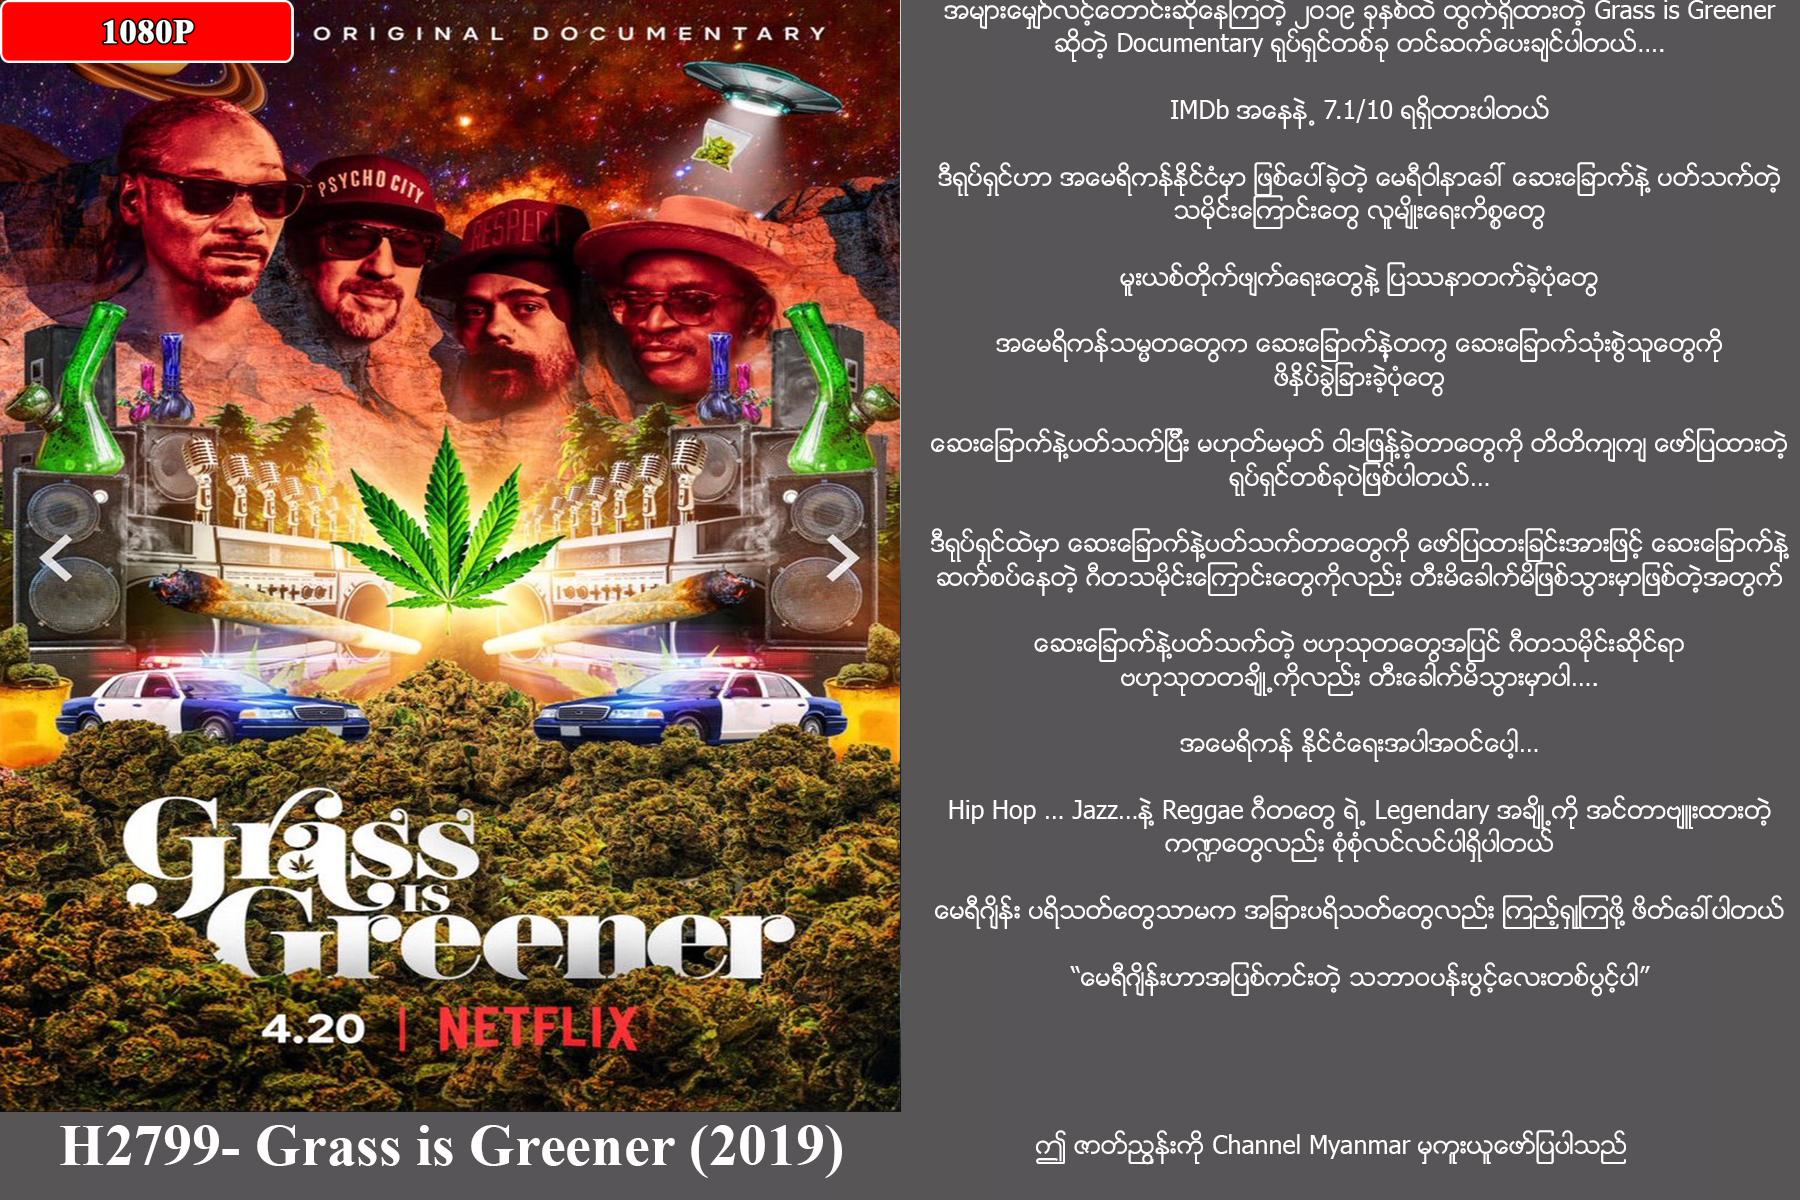 1080P
ORIGINAL DOCUMENTARY
PSYCHO CITY
RESPECT
Grass
IS
Greener
4.20 | NETFLIX
H2799- Grass is Greener (2019)
အများမျှော်လင့်တောင်းဆိုနေကြတဲ့ ၂၀၁၉ ခုနှစ်ထဲ ထွက်ရှိထားတဲ့ Grass is Greener
ဆိုတဲ့ Documentary ရုပ်ရှင်တစ်ခု တင်ဆက်ပေးချင်ပါတယ်....
IMDb အနေနဲ့ 7.1/10 ရရှိထားပါတယ်
ဒီရုပ်ရှင်ဟာ အမေရိကန်နိုင်ငံမှာ ဖြစ်ပေါ်ခဲ့တဲ့ မေရီဝါနာခေါ် ဆေးခြောက်နဲ့ ပတ်သက်တဲ့
သမိုင်းကြောင်းတွေ လူမျိုးရေးကိစ္စတွေ
မူးယစ်တိုက်ဖျက်ရေးတွေနဲ့ ပြဿနာတက်ခဲ့ပုံတွေ
အမေရိကန်သမ္မတတွေက ဆေးခြောက်နဲ့တကွ ဆေးခြောက်သုံးစွဲသူတွေကို
ဖိနှိပ်ခွဲခြားခဲ့ပုံတွေ
ဆေးခြောက်နဲ့ပတ်သက်ပြီး မဟုတ်မမှတ် ဝါဒဖြန့်ခဲ့တာတွေကို တိတိကျကျ ဖော်ပြထားတဲ့
ရုပ်ရှင်တစ်ခုပဲဖြစ်ပါတယ်...
ဒီရုပ်ရှင်ထဲမှာ ဆေးခြောက်နဲ့ပတ်သက်တာတွေကို ဖော်ပြထားခြင်းအားဖြင့် ဆေးခြောက်နဲ့
ဆက်စပ်နေတဲ့ ဂီတသမိုင်းကြောင်းတွေကိုလည်း တီးမိခေါက်မိဖြစ်သွားမှာဖြစ်တဲ့အတွက်
ဆေးခြောက်နဲ့ပတ်သက်တဲ့ ဗဟုသုတတွေအပြင် ဂီတသမိုင်းဆိုင်ရာ
ဗဟုသုတတချို့ကိုလည်း တီးခေါက်မိသွားမှာပါ....
အမေရိကန် နိုင်ငံရေးအပါအဝင်ပေါ့...
Hip Hop ... Jazz...နဲ့ Reggae ဂီတတွေ ရဲ့ Legendary အချို့ကို အင်တာဗျူးထားတဲ့
ကဏ္ဍတွေလည်း စုံစုံလင်လင်ပါရှိပါတယ်
မေရီဂျိန်း ပရိသတ်တွေသာမက အခြားပရိသတ်တွေလည်း ကြည့်ရှုကြဖို့ ဖိတ်ခေါ်ပါတယ်
“မေရီဂျိန်းဟာအပြစ်ကင်းတဲ့ သဘာဝပန်းပွင့်လေးတစ်ပွင့်ပါ”
ဤ ဇာတ်ညွှန်းကို Channel Myanmar မှကူးယူဖော်ပြပါသည်